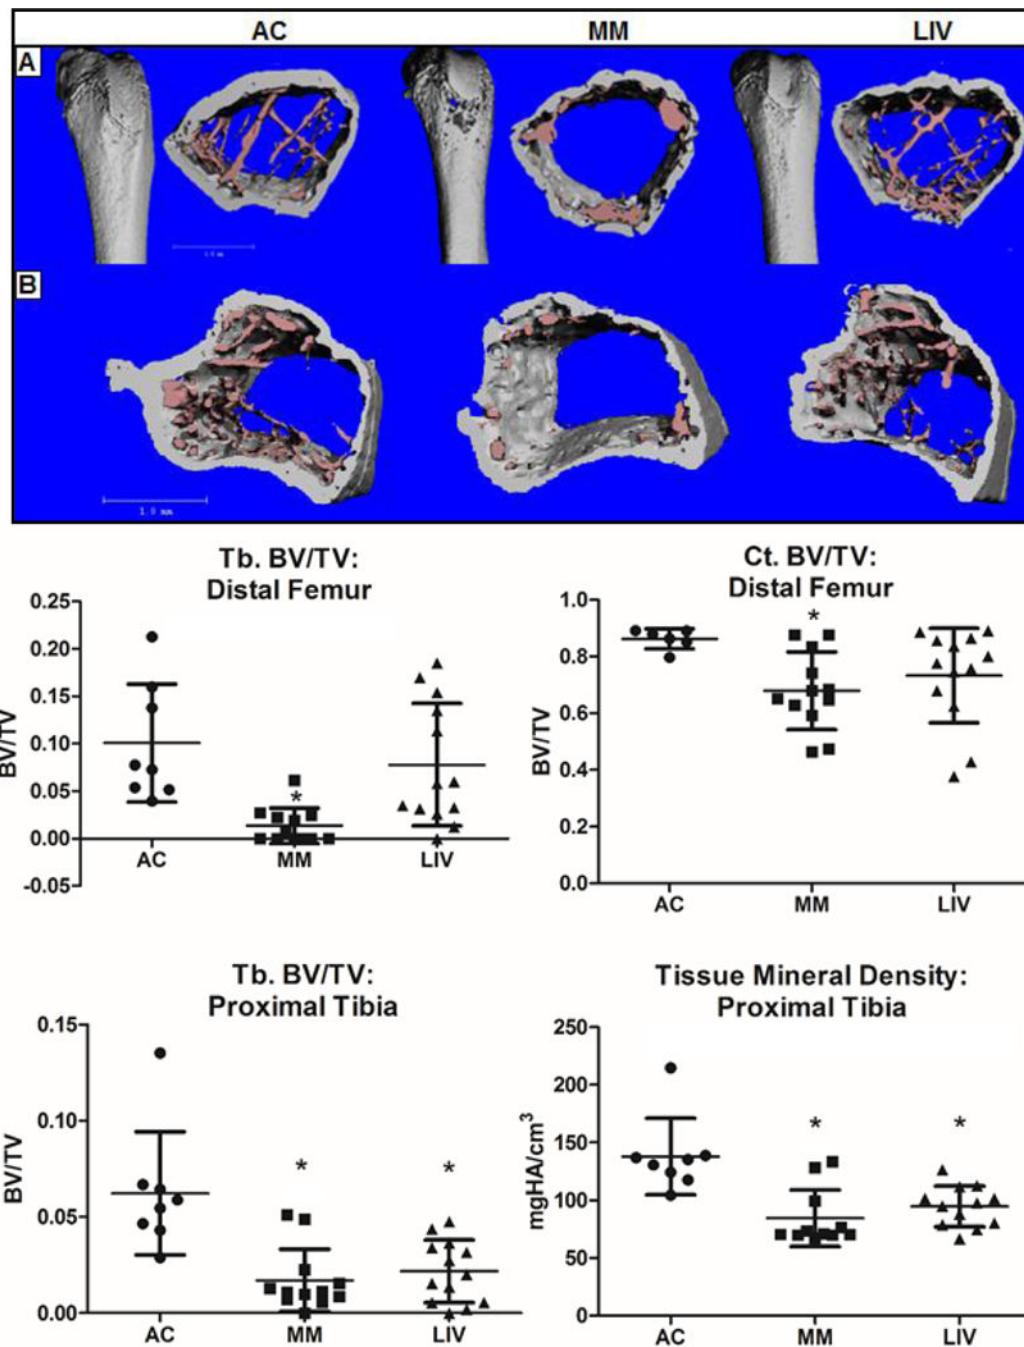 AC MM LIV
A
B
1.0 mm
Tb. BV/TV:
Distal Femur
0.25
0.20
0.15
0.10
0.05
0.00
-0.05
BV/TV
*
AC MM LIV
Ct. BV/TV:
Distal Femur
1.0
0.8
0.6
0.4
0.2
0.0
BV/TV
*
AC MM LIV
Tb. BV/TV:
Proximal Tibia
0.15
0.10
0.05
0.00
BV/TV
* *
AC MM LIV
Tissue Mineral Density:
Proximal Tibia
250
200
150
100
50
0
mgHA/cm³
* *
AC MM LIV